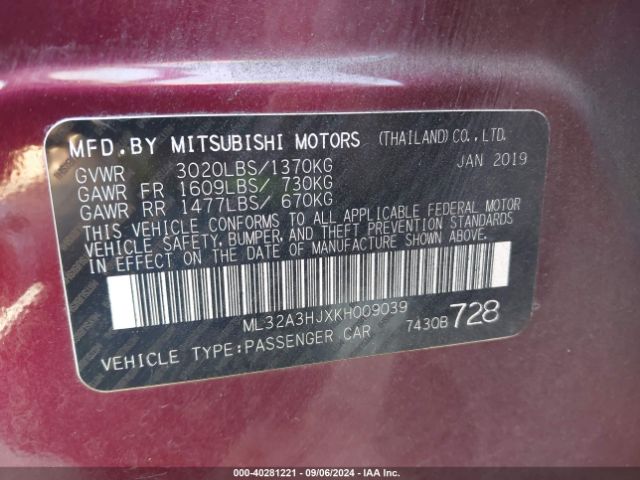 MFD.BY MITSUBISHI MOTORS (THAILAND) CO.,LTD.
GVWR 3020LBS/1370KG JAN 2019
GAWR FR 1609LBS/ 730KG
GAWR RR 1477LBS/ 670KG
THIS VEHICLE CONFORMS TO ALL APPLICABLE FEDERAL MOTOR
VEHICLE SAFETY, BUMPER, AND THEFT PREVENTION STANDARDS
IN EFFECT ON THE DATE OF MANUFACTURE SHOWN ABOVE.
ML32A3HJXKH009039
VEHICLE TYPE:PASSENGER CAR 7430B 728
000-40281221 - 09/06/2024 - IAA Inc.